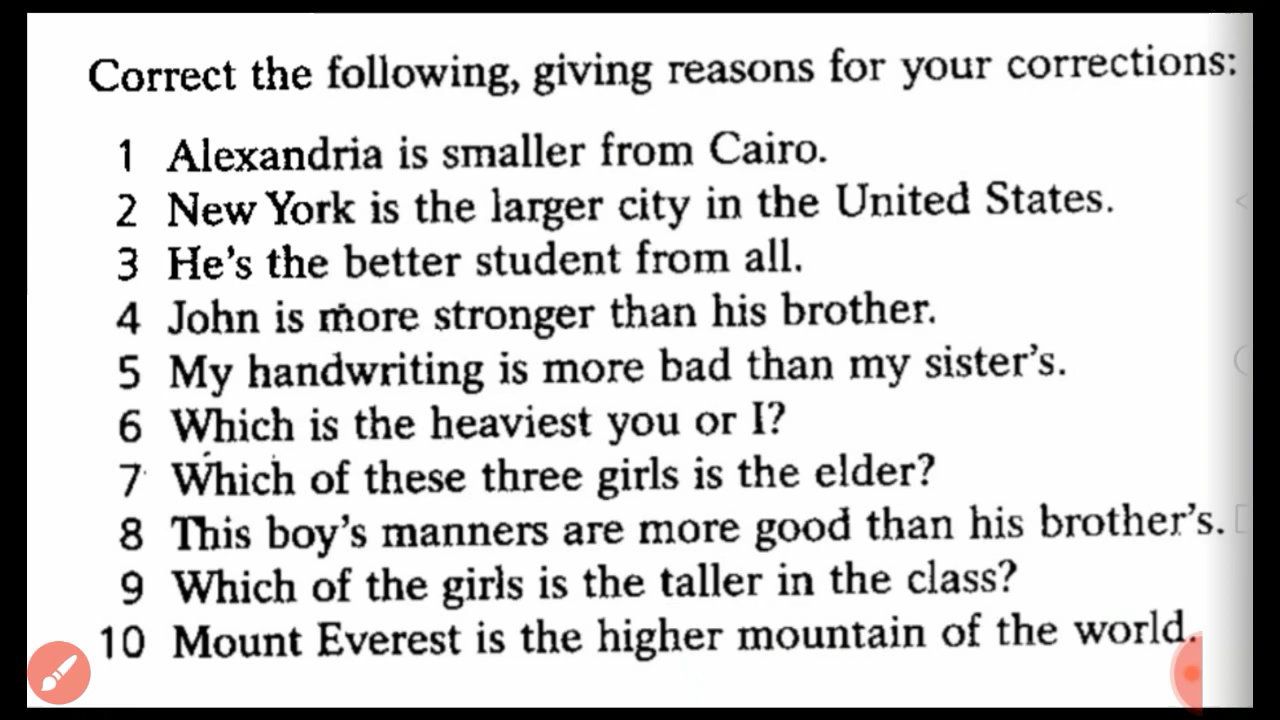 Correct the following, giving reasons for your corrections:
1 Alexandria is smaller from Cairo.
2 New York is the larger city in the United States.
3 He's the better student from all.
4 John is more stronger than his brother.
5 My handwriting is more bad than my sister's.
6 Which is the heaviest you or I?
7 Which of these three girls is the elder?
8 This boy's manners are more good than his brother's.
9 Which of the girls is the taller in the class?
10 Mount Everest is the higher mountain of the world.